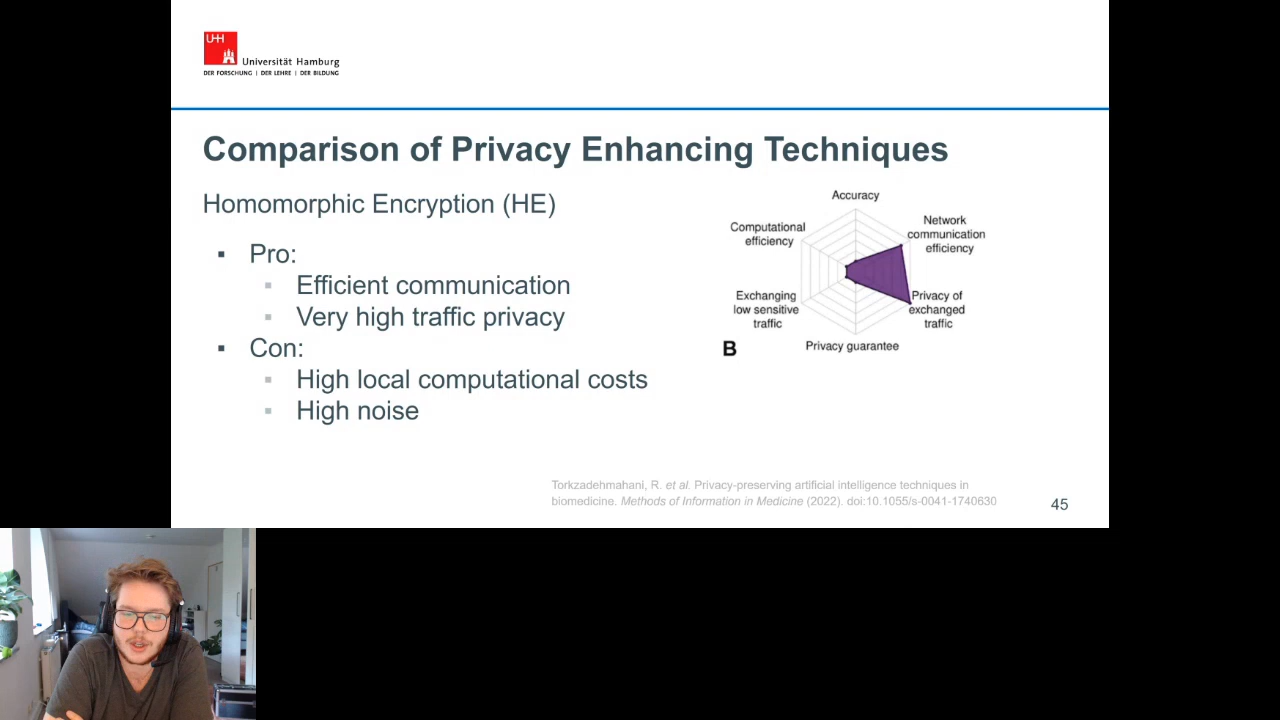 UHH
Universität Hamburg
DER FORSCHUNG | DER LEHRE | DER BILDUNG
Comparison of Privacy Enhancing Techniques
Homomorphic Encryption (HE)
Pro:
Efficient communication
Very high traffic privacy
Con:
High local computational costs
High noise
Accuracy
Network
communication
efficiency
Privacy of
exchanged
traffic
Privacy guarantee
Exchanging
low sensitive
traffic
Computational
efficiency
B
Torkzadehmahani, R. et al. Privacy-preserving artificial intelligence techniques in
biomedicine. Methods of Information in Medicine (2022). doi:10.1055/s-0041-1740630
45